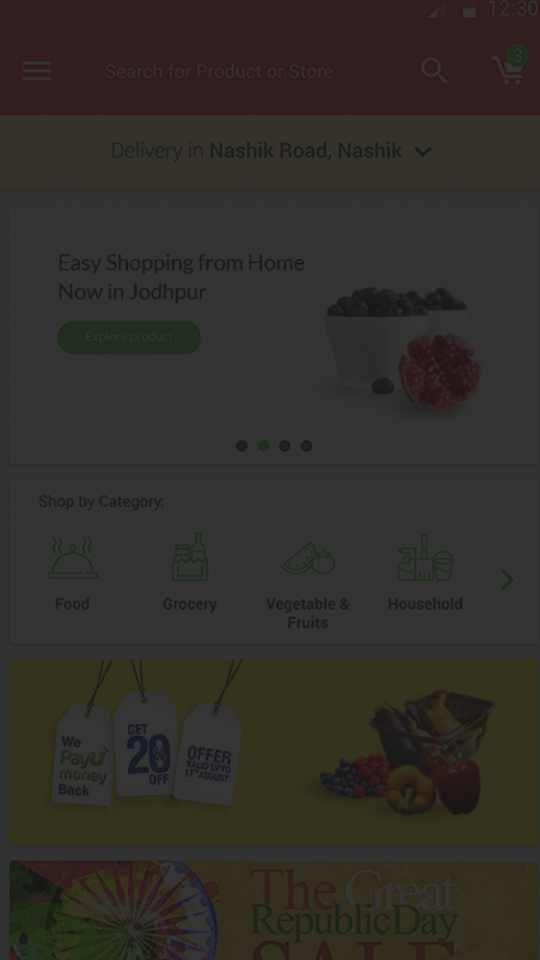 12:30
Search for Product or Store
3
Delivery in Nashik Road, Nashik
Easy Shopping from Home
Now in Jodhpur
Explore product
Shop by Category:
Food
Grocery
Vegetable &
Fruits
Household
We
PayU
money
Back
GET
20%
OFF
OFFER
VALID UPTO
17TH AUGUST
The Great
Republic Day
SALE